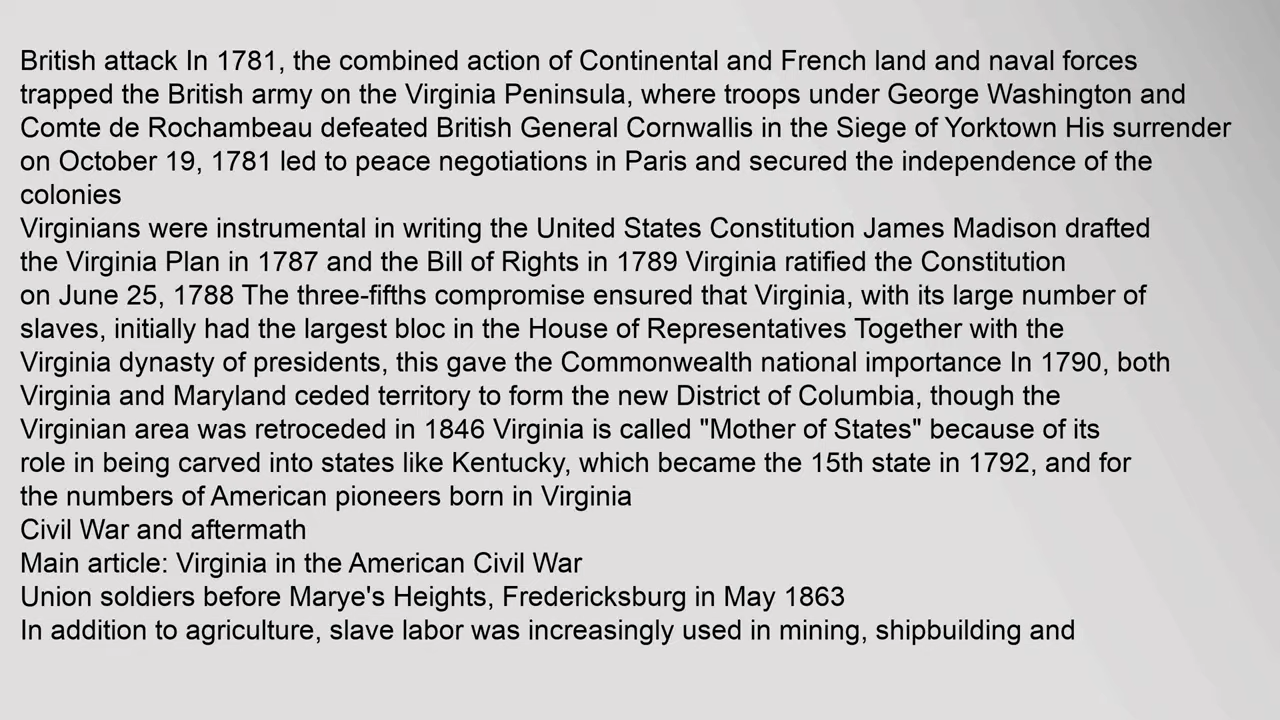 British attack In 1781, the combined action of Continental and French land and naval forces
trapped the British army on the Virginia Peninsula, where troops under George Washington and
Comte de Rochambeau defeated British General Cornwallis in the Siege of Yorktown His surrender
on October 19, 1781 led to peace negotiations in Paris and secured the independence of the
colonies
Virginians were instrumental in writing the United States Constitution James Madison drafted
the Virginia Plan in 1787 and the Bill of Rights in 1789 Virginia ratified the Constitution
on June 25, 1788 The three-fifths compromise ensured that Virginia, with its large number of
slaves, initially had the largest bloc in the House of Representatives Together with the
Virginia dynasty of presidents, this gave the Commonwealth national importance In 1790, both
Virginia and Maryland ceded territory to form the new District of Columbia, though the
Virginian area was retroceded in 1846 Virginia is called "Mother of States" because of its
role in being carved into states like Kentucky, which became the 15th state in 1792, and for
the numbers of American pioneers born in Virginia
Civil War and aftermath
Main article: Virginia in the American Civil War
Union soldiers before Marye's Heights, Fredericksburg in May 1863
In addition to agriculture, slave labor was increasingly used in mining, shipbuilding and